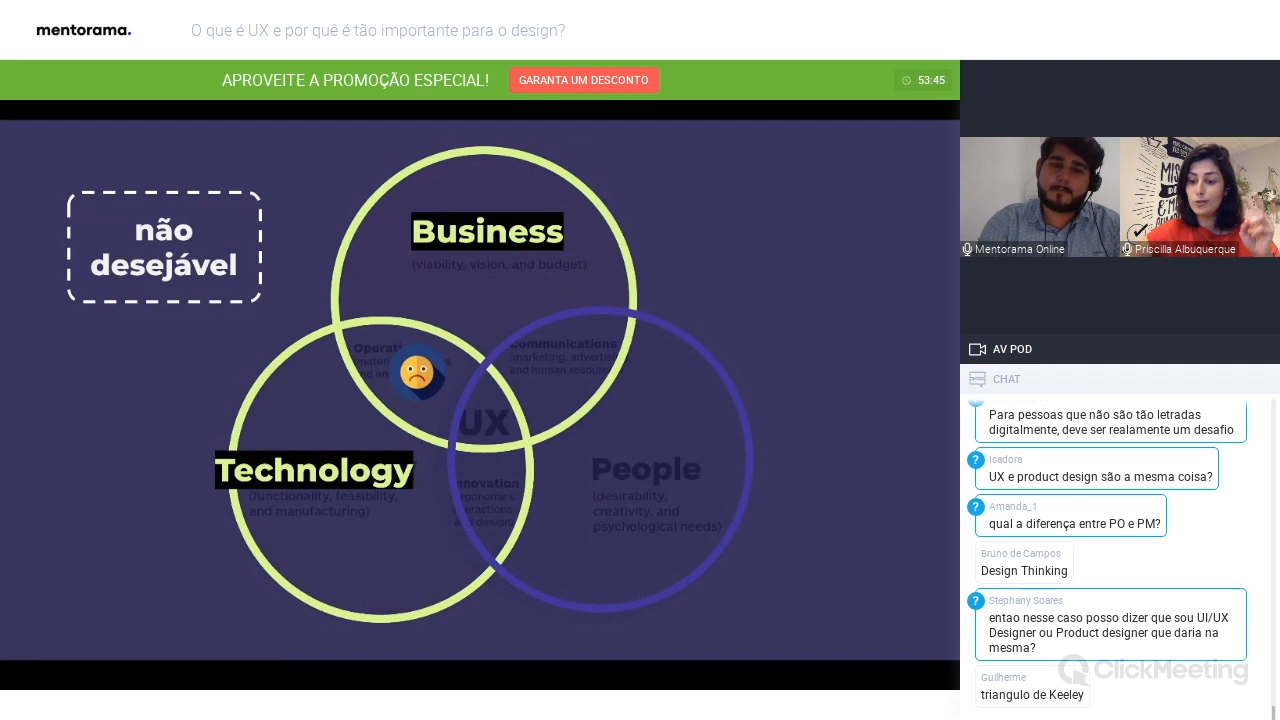 mentorama.
O que é UX e por quê é tão importante para o design?
APROVEITE A PROMOÇÃO ESPECIAL!
GARANTA UM DESCONTO
53:45
não
desejável
Business
(viability, vision, and budget)
Communications
(marketing,
and human
UX
Technology
(functionality, feasibility,
and manufacturing)
People
(desirability,
creativity, and
psychological needs)
Mentorama Online
Priscilla Albuquerque
AV POD
CHAT
Para pessoas que não são tão letradas
digitalmente, deve ser realamente um desafio
? Isadora
UX e product design são a mesma coisa?
? Amanda_1
qual a diferença entre PO e PM?
Bruno de Campos
Design Thinking
? Stephany Soares
entao nesse caso posso dizer que sou UI/UX
Designer ou Product designer que daria na
mesma?
ClickMeeting
Guilherme
triangulo de Keeley